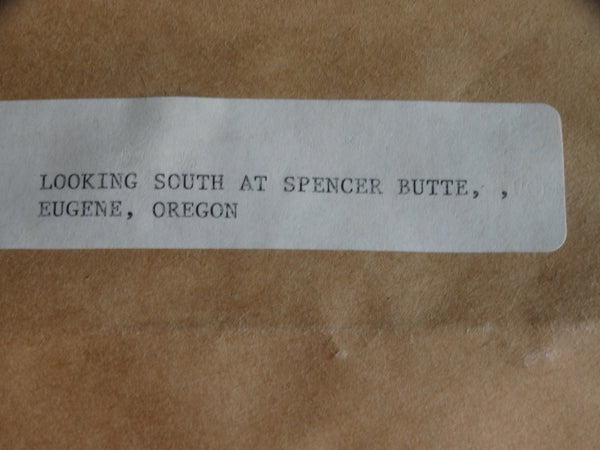 LOOKING SOUTH AT SPENCER BUTTE, ,
EUGENE, OREGON